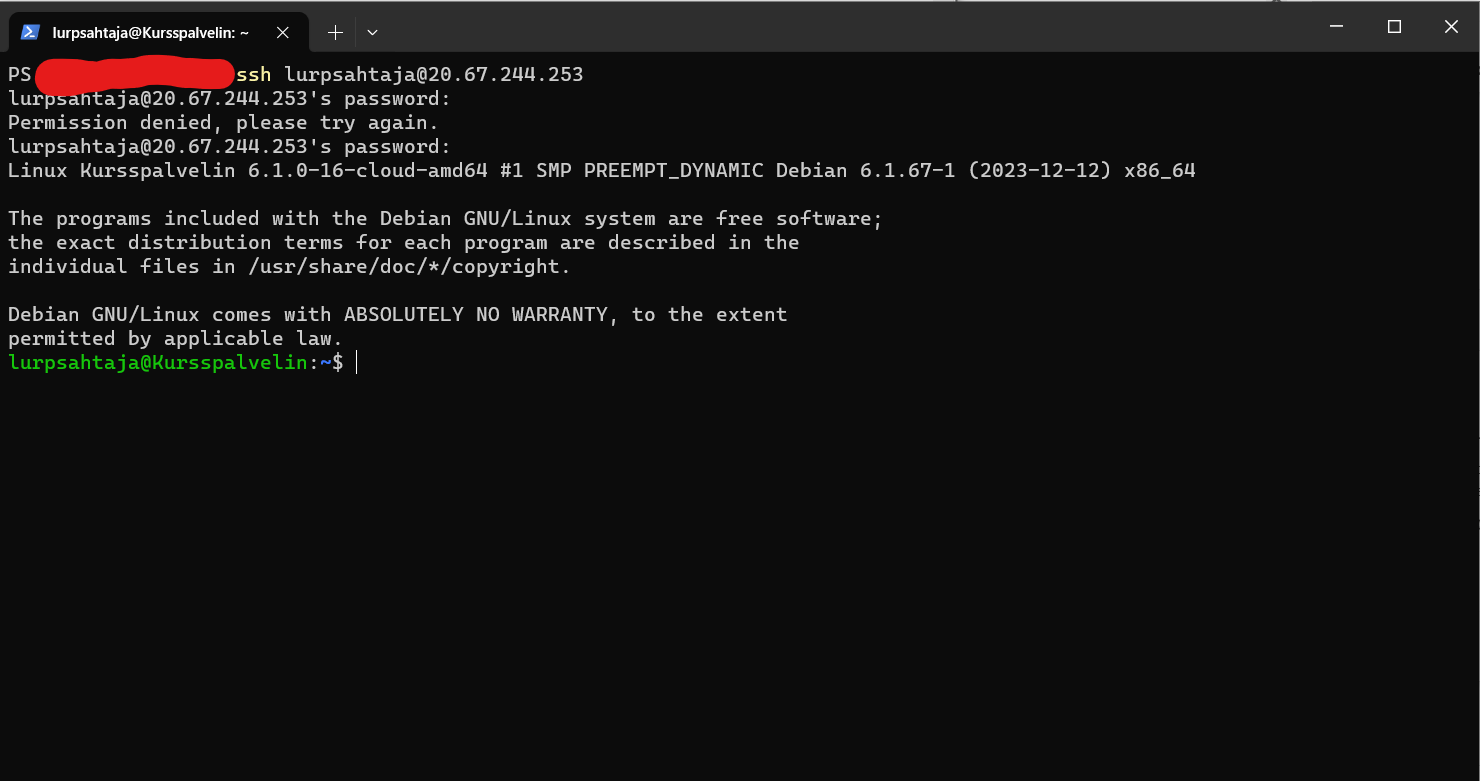 lurpsahtaja@Kursspalvelin: ~
PS ssh lurpsahtaja@20.67.244.253
lurpsahtaja@20.67.244.253's password:
Permission denied, please try again.
lurpsahtaja@20.67.244.253's password:
Linux Kursspalvelin 6.1.0-16-cloud-amd64 #1 SMP PREEMPT_DYNAMIC Debian 6.1.67-1 (2023-12-12) x86_64
The programs included with the Debian GNU/Linux system are free software;
the exact distribution terms for each program are described in the
individual files in /usr/share/doc/*/copyright.
Debian GNU/Linux comes with ABSOLUTELY NO WARRANTY, to the extent
permitted by applicable law.
lurpsahtaja@Kursspalvelin:~$